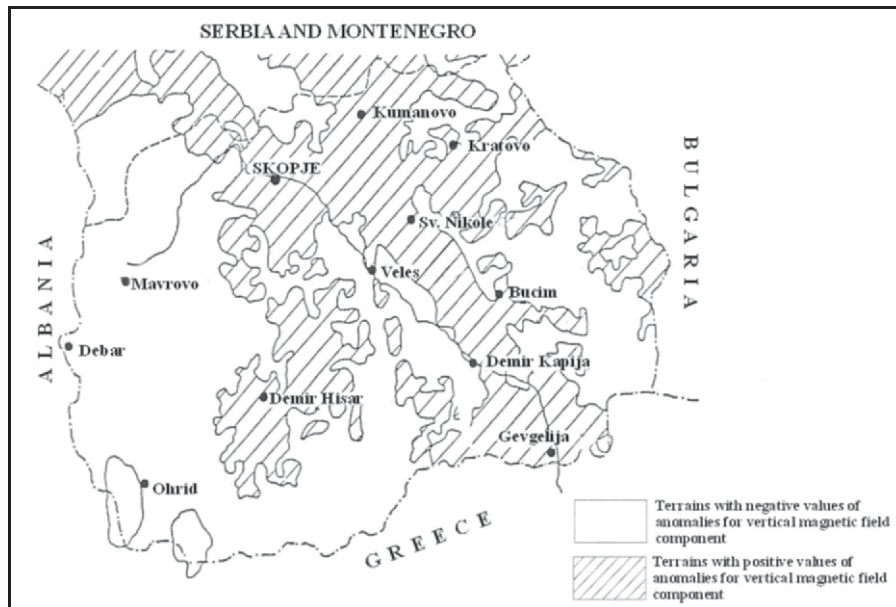 SERBIA AND MONTENEGRO
Kumanovo
Kratovo
SKOPJE
BULGARIA
Sv. Nikole
Veles
Mavrovo
Bucim
ALBANIA
Debar
Demir Kapija
Demir Hisar
Gevgelija
Ohrid
GREECE
Terrains with negative values of
anomalies for vertical magnetic field
component
Terrains with positive values of
anomalies for vertical magnetic field
component